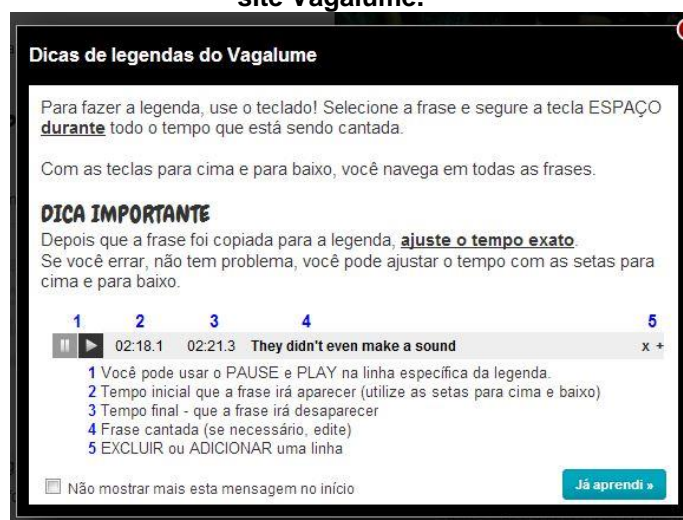 site Vagalume.
Dicas de legendas do Vagalume
Para fazer a legenda, use o teclado! Selecione a frase e segure a tecla ESPAÇO
durante todo o tempo que está sendo cantada.
Com as teclas para cima e para baixo, você navega em todas as frases.
DICA IMPORTANTE
Depois que a frase foi copiada para a legenda, ajuste o tempo exato.
Se você errar, não tem problema, você pode ajustar o tempo com as setas para
cima e para baixo.
1 2 3 4 5
02:18.1 02:21.3 They didn't even make a sound x +
1 Você pode usar o PAUSE e PLAY na linha específica da legenda.
2 Tempo inicial que a frase irá aparecer (utilize as setas para cima e baixo)
3 Tempo final - que a frase irá desaparecer
4 Frase cantada (se necessário, edite)
5 EXCLUIR ou ADICIONAR uma linha
Não mostrar mais esta mensagem no início
Já aprendi »